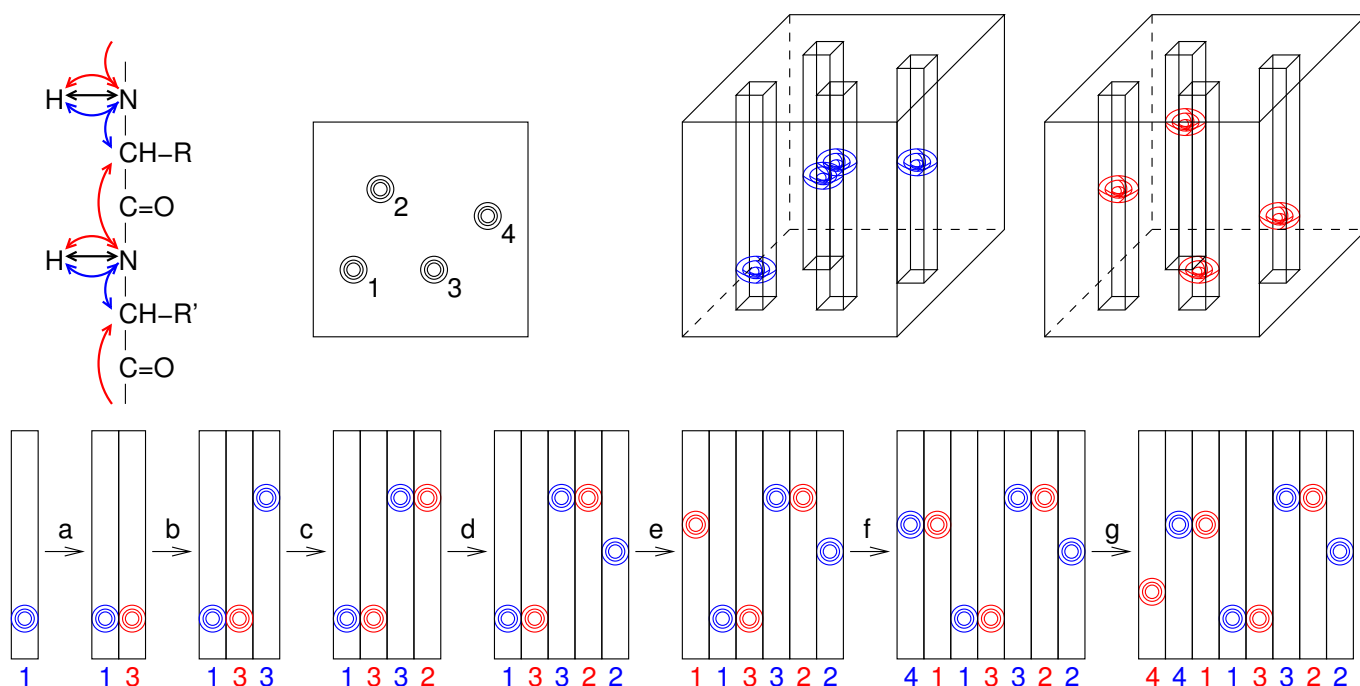 H N
CH–R
C=O
H N
CH–R'
C=O
2
4
1 3
a b c d e f g
1
1 3
1 3 3
1 3 3 2
1 3 3 2 2
1 1 3 3 2 2
4 1 1 3 3 2 2
4 4 1 1 3 3 2 2